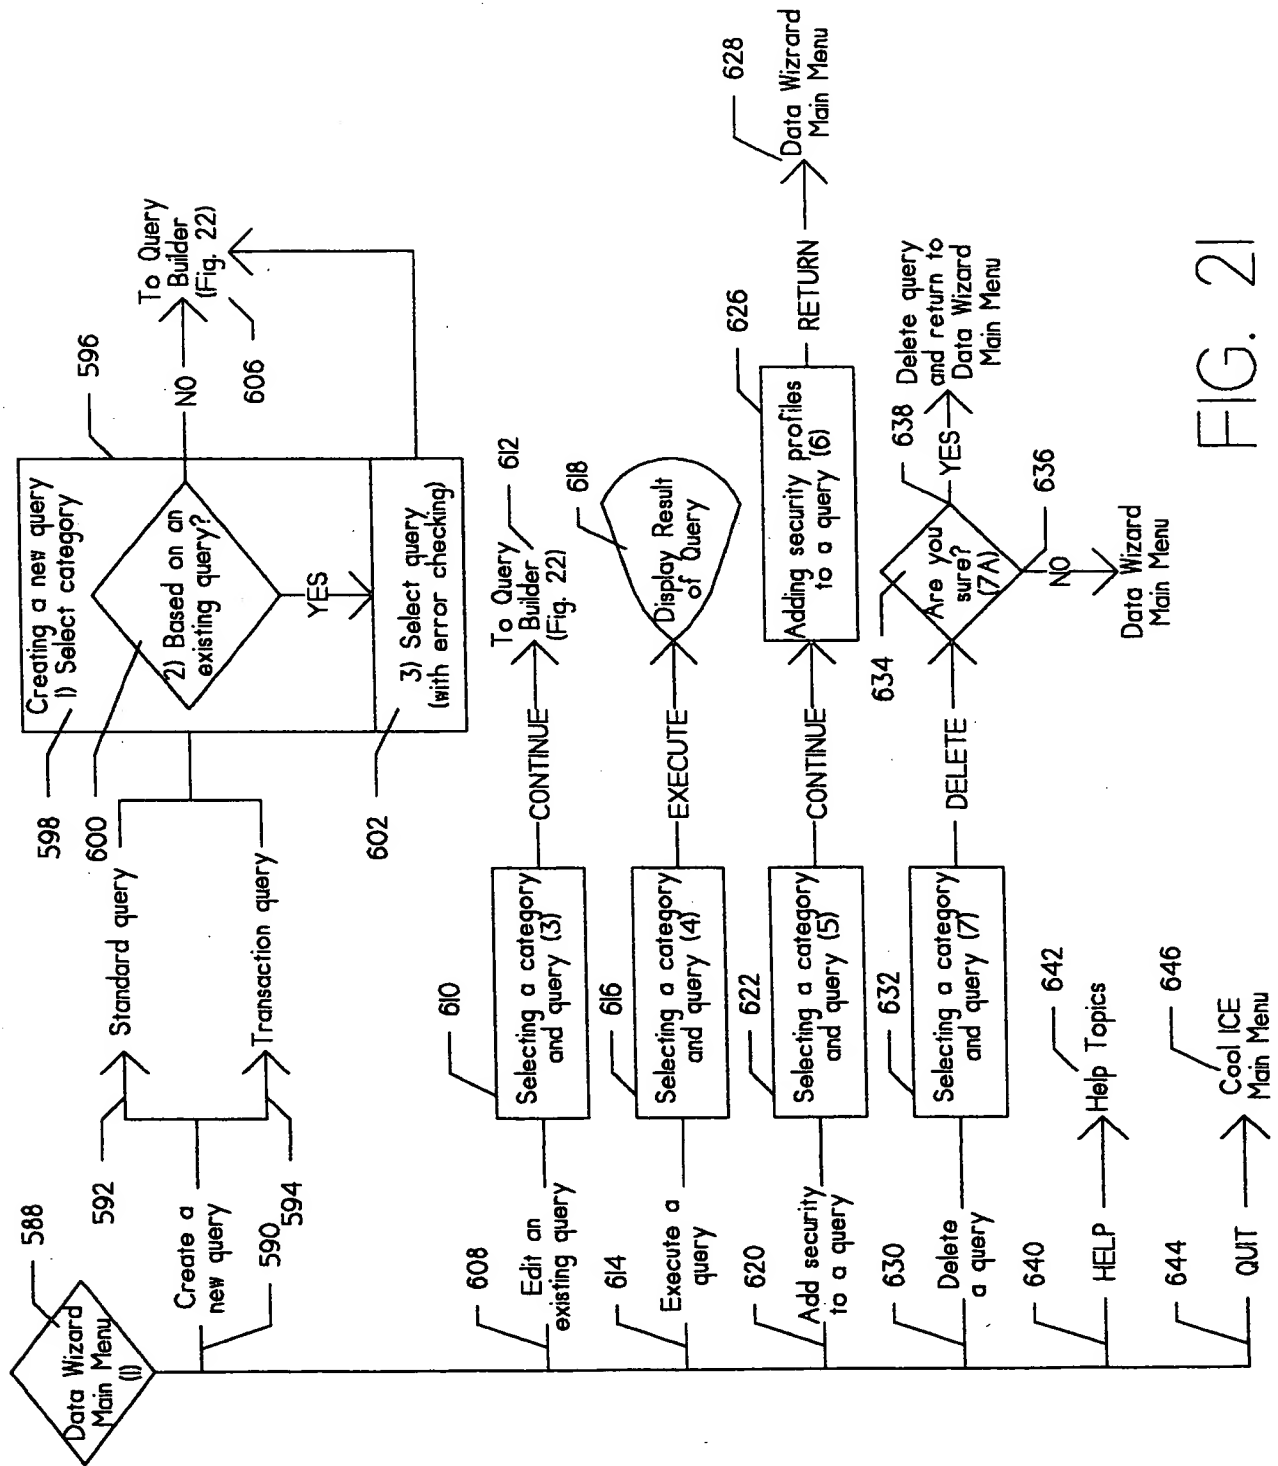 588
Data Wizard
Main Menu
(1)
590
Create a
new query
592
Standard query
594
Transaction query
596
Creating a new query
1) Select category
598
2) Based on an
existing query?
600
YES
3) Select query
(with error checking)
602
NO
To Query
Builder
(Fig. 22)
606
608
Edit an
existing query
610
Selecting a category
and query (3)
CONTINUE
To Query
Builder
(Fig. 22)
612
614
Execute a
query
616
Selecting a category
and query (4)
EXECUTE
Display Result
of Query
618
620
Add security
to a query
622
Selecting a category
and query (5)
CONTINUE
Adding security profiles
to a query (6)
626
RETURN
Data Wizrard
Main Menu
628
630
Delete
a query
632
Selecting a category
and query (7)
DELETE
634
Are you
sure?
(7A)
638
YES
Delete query
and return to
Data Wizard
Main Menu
636
NO
Data Wizard
Main Menu
640
HELP
Help Topics
642
644
QUIT
Cool ICE
Main Menu
646
FIG. 21